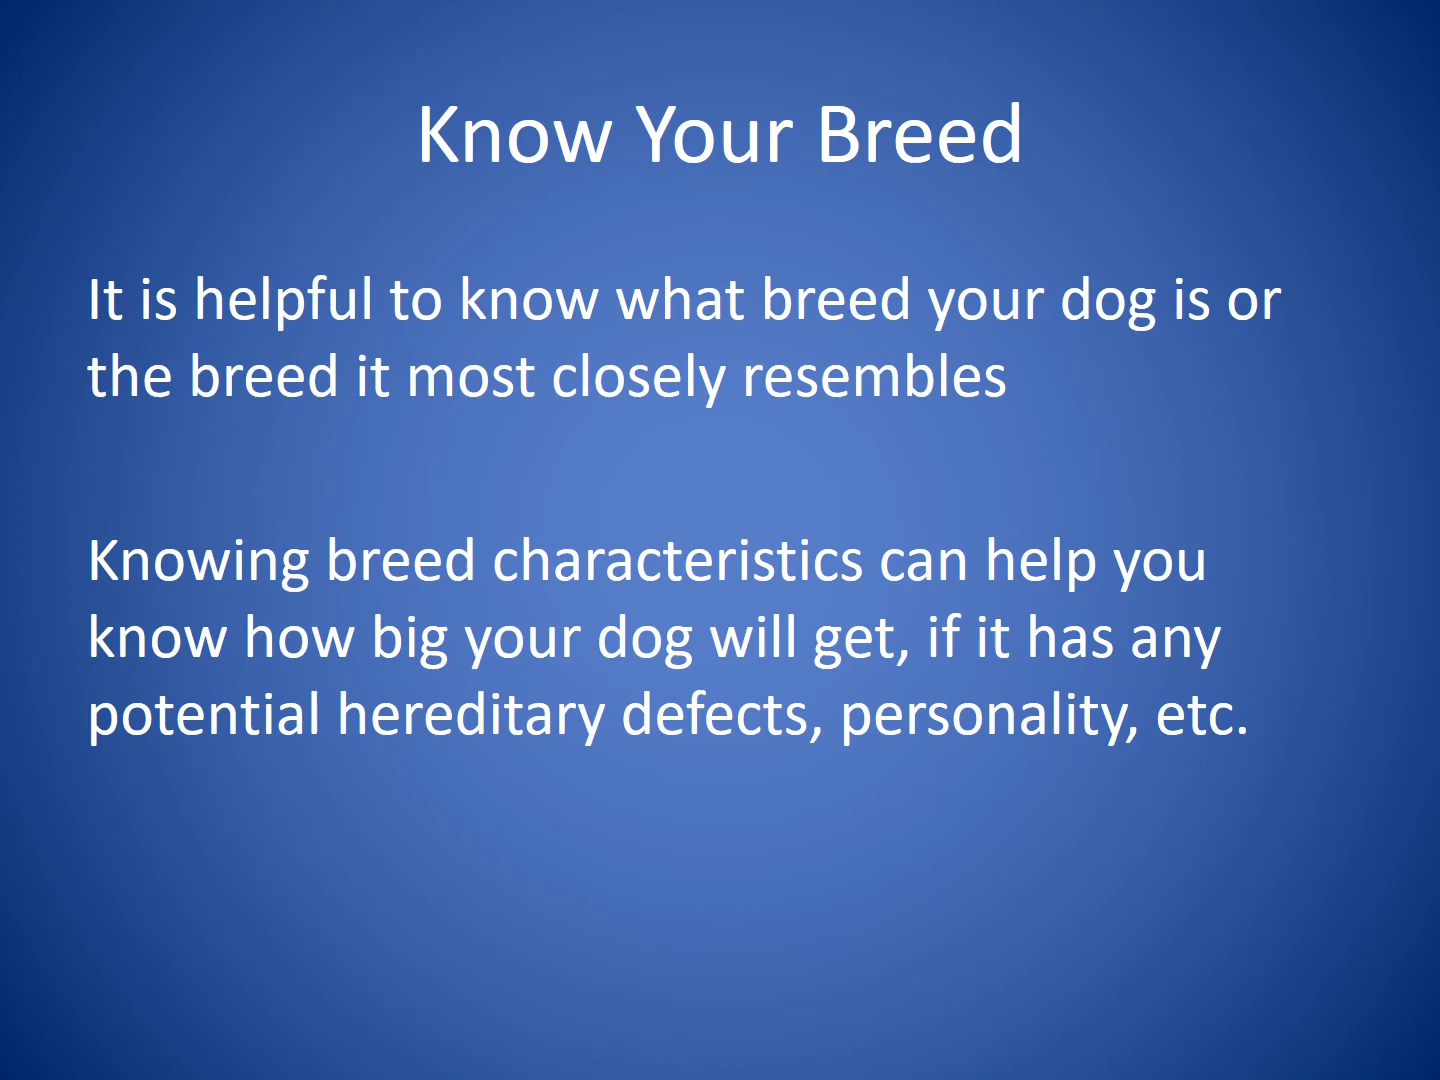 Know Your Breed
It is helpful to know what breed your dog is or
the breed it most closely resembles
Knowing breed characteristics can help you
know how big your dog will get, if it has any
potential hereditary defects, personality, etc.